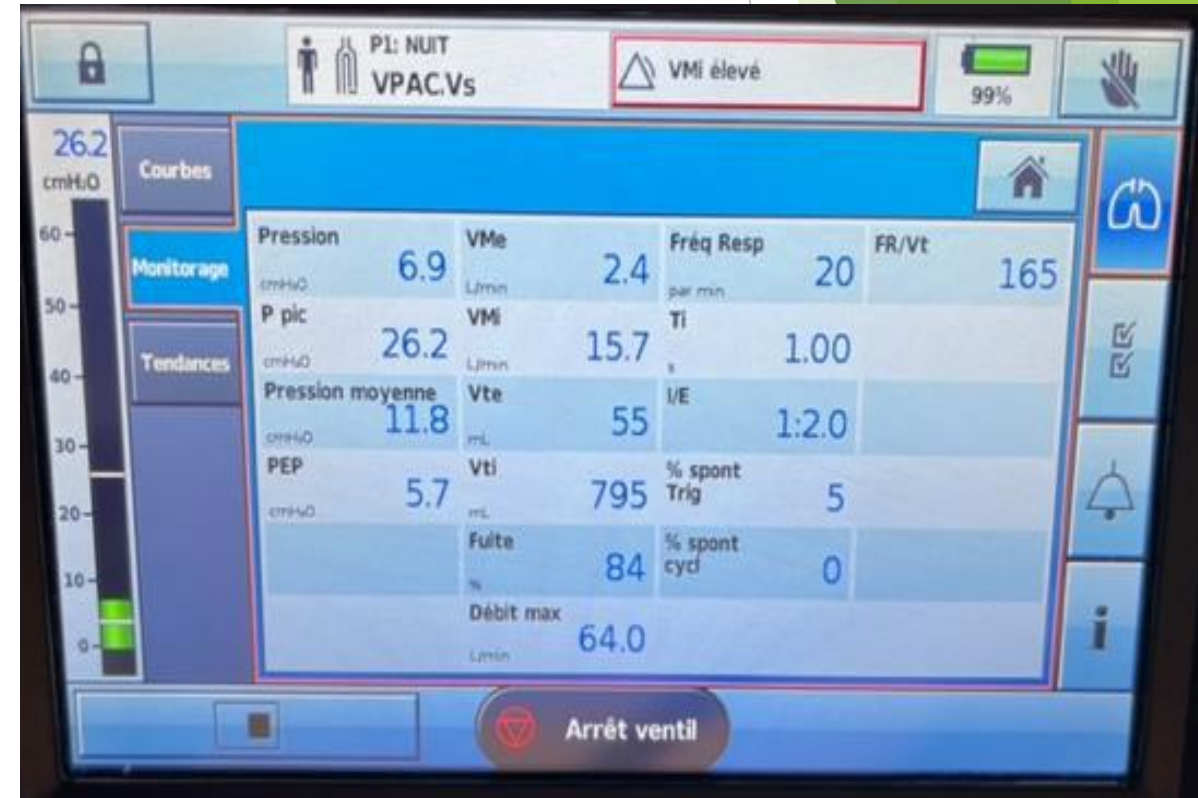 P1: NUIT
VPAC.Vs
VMi élevé
99%
26.2
cmH₂O
60
50
40
30
20
10
0
Courbes
Monitorage
Tendances
Pression
cmH₂O
6.9
VMe
L/min
2.4
Fréq Resp
par min
20
FR/Vt
165
P pic
cmH₂O
26.2
VMi
L/min
15.7
Ti
s
1.00
Pression moyenne
cmH₂O
11.8
Vte
mL
55
I/E
1:2.0
PEP
cmH₂O
5.7
Vti
mL
795
% spont
Trig
5
Fuite
%
84
% spont
cycl
0
Débit max
L/min
64.0
i
Arrêt ventil